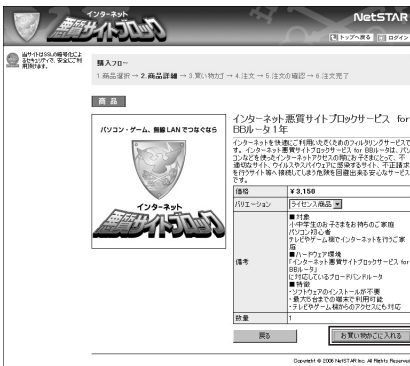 インターネット
悪質サイトブロック
NetSTAR
トップへ戻る
ログイン
当サイトはSSLの暗号化によ
るセキュリティで、安全にご利
用頂けます。
購入フロー
1.商品選択 → 2.商品詳細 → 3.買い物カゴ → 4.注文 → 5.注文の確認 → 6.注文完了
商 品
パソコン・ゲーム、無線LANでつなぐなら
インターネット
悪質サイトブロック
インターネット悪質サイトブロックサービス for
BBルータ1年
インターネットを快適にご利用いただくためのフィルタリングサービスで
す。インターネット悪質サイトブロックサービス for BBルータは、パソ
コンなどを使ったインターネットアクセスの際にお子さまにとって、不
適切なサイト、ウイルスやスパイウェアに感染するサイト、不正請求
を行うサイト等へ接続してしまう危険を回避出来る安心なサービス
です。
価格
¥3,150
バリエーション
ライセンス商品
備考
■対象
小中学生のお子さまをお持ちのご家庭
パソコン初心者
テレビやゲーム機でインターネットを行うご家
庭
■ハードウェア環境
「インターネット悪質サイトブロックサービス for
BBルータ」
に対応しているブロードバンドルータ
■特徴
・ソフトウェアのインストールが不要
・最大5台までの端末で利用可能
・テレビやゲーム機からのアクセスにも対応
数量
1
戻る
お買い物かごに入れる
Copyright © 2006 NetSTAR Inc. All Rights Reserved